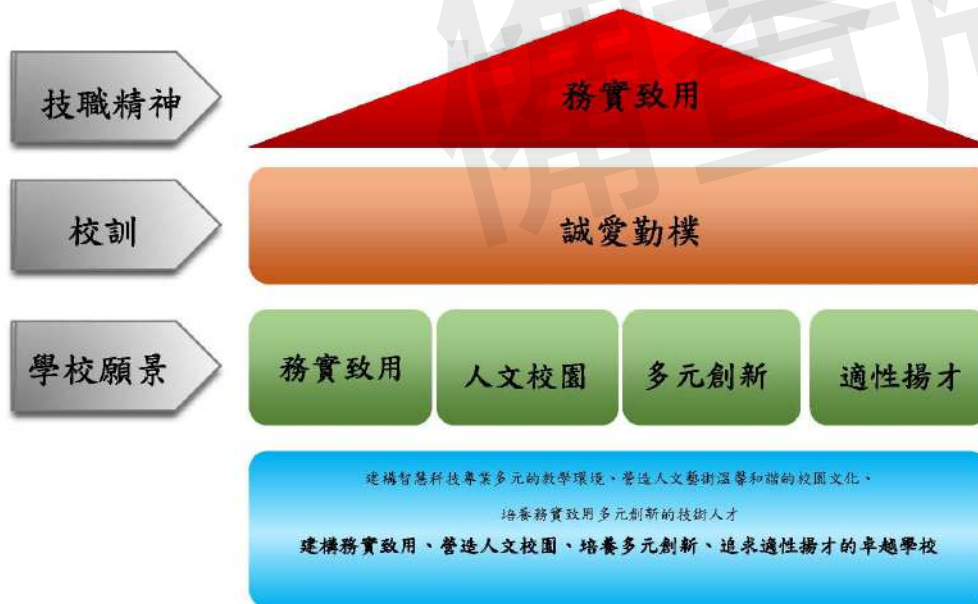 技職精神
務實致用
校訓
誠愛勤樸
學校願景
務實致用
人文校園
多元創新
適性揚才
建構智慧科技專業多元的教學環境、營造人文藝術溫馨和諧的校園文化、
培養務實致用多元創新的技術人才
建構務實致用、營造人文校園、培養多元創新、追求適性揚才的卓越學校
備查